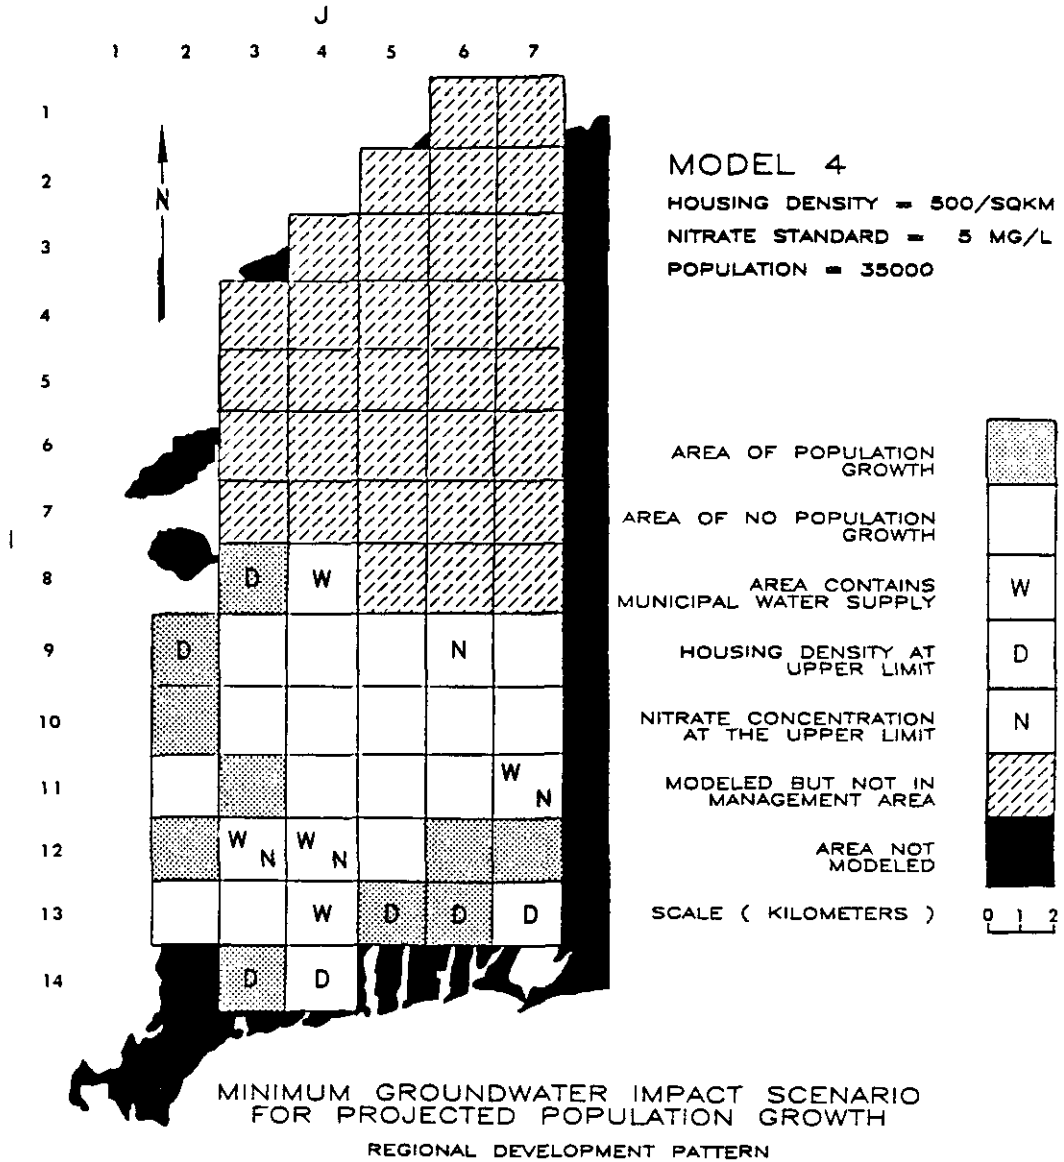 J
1 2 3 4 5 6 7
1
2
N
3
4
5
6
7
8 D W
9 D N
10
11 W N
12 W N W N
13 W D D D
14 D D
MODEL 4
HOUSING DENSITY = 500/SQKM
NITRATE STANDARD = 5 MG/L
POPULATION = 35000
AREA OF POPULATION
GROWTH
AREA OF NO POPULATION
GROWTH
AREA CONTAINS
MUNICIPAL WATER SUPPLY
W
HOUSING DENSITY AT
UPPER LIMIT
D
NITRATE CONCENTRATION
AT THE UPPER LIMIT
N
MODELED BUT NOT IN
MANAGEMENT AREA
AREA NOT
MODELED
SCALE ( KILOMETERS )
0 1 2
MINIMUM GROUNDWATER IMPACT SCENARIO
FOR PROJECTED POPULATION GROWTH
REGIONAL DEVELOPMENT PATTERN